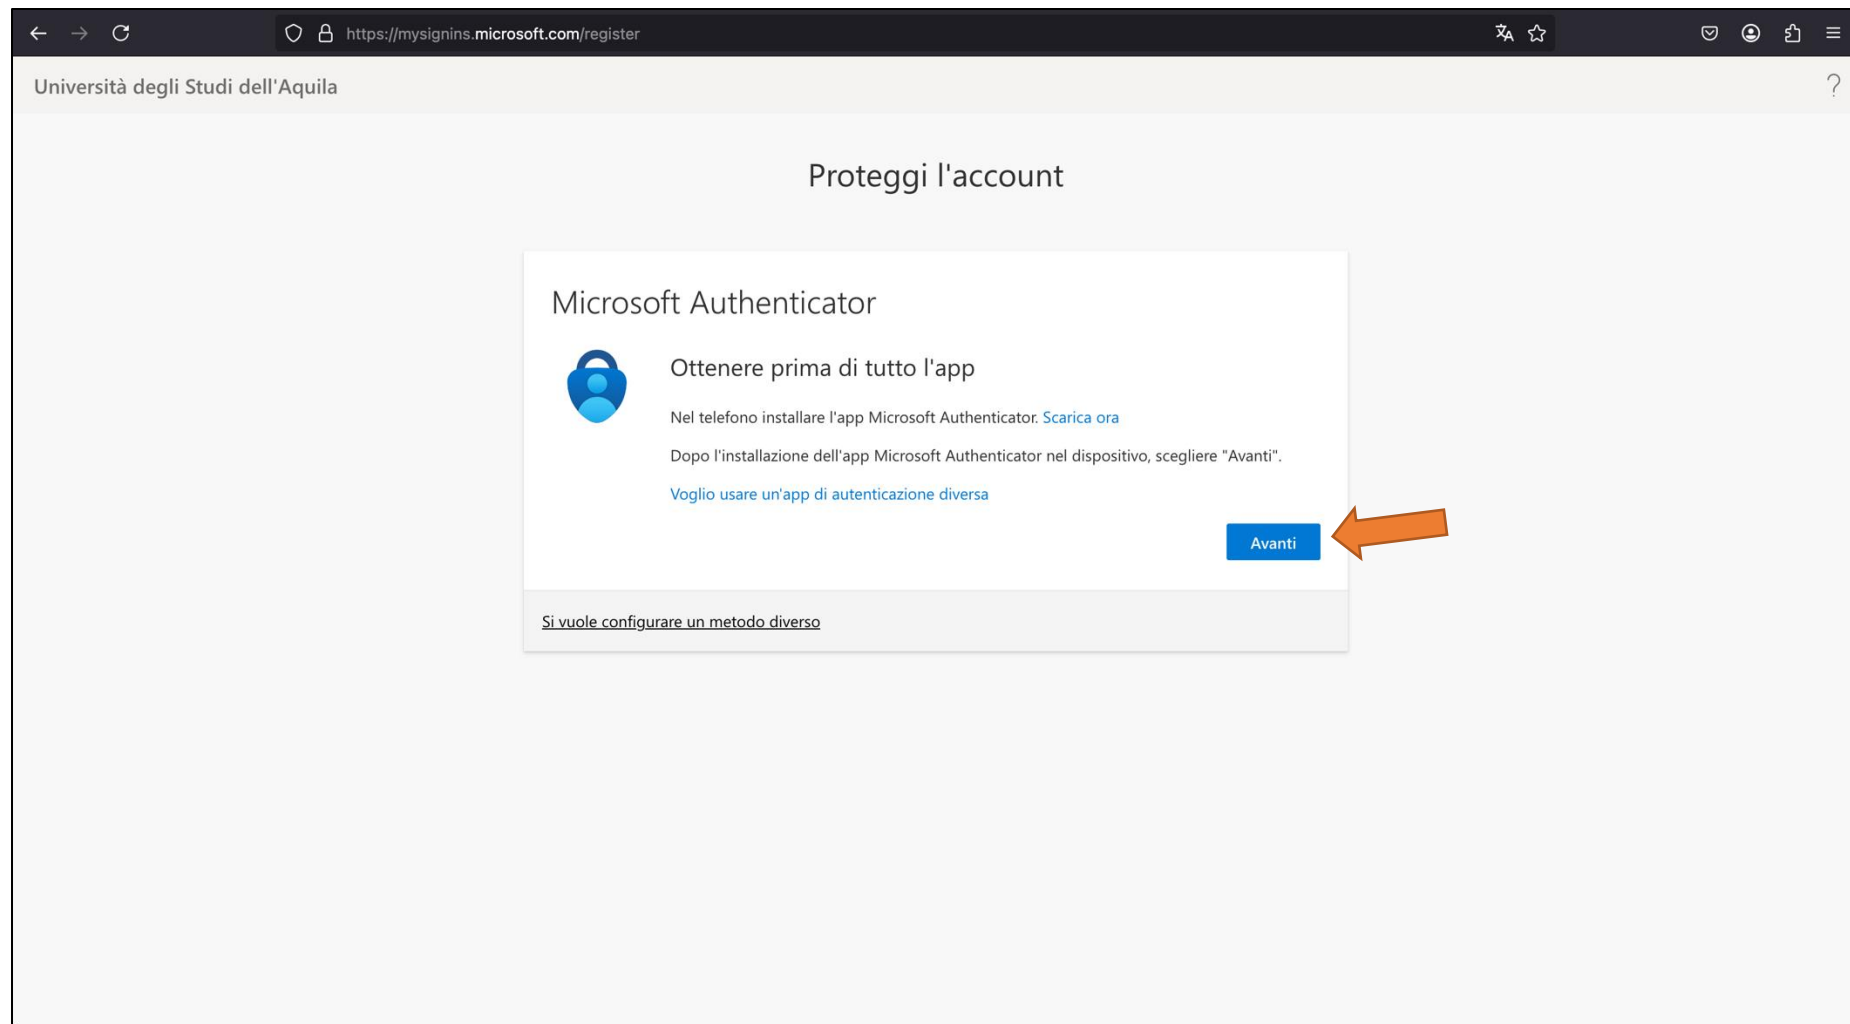 https://mysignins.microsoft.com/register
Università degli Studi dell'Aquila
?
Proteggi l'account
Microsoft Authenticator
Ottenere prima di tutto l'app
Nel telefono installare l'app Microsoft Authenticator. Scarica ora
Dopo l'installazione dell'app Microsoft Authenticator nel dispositivo, scegliere "Avanti".
Voglio usare un'app di autenticazione diversa
Avanti
Si vuole configurare un metodo diverso